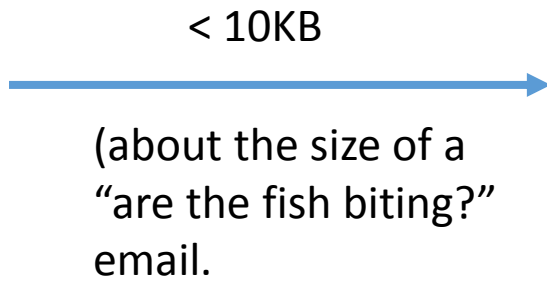 < 10KB
(about the size of a
“are the fish biting?”
email.